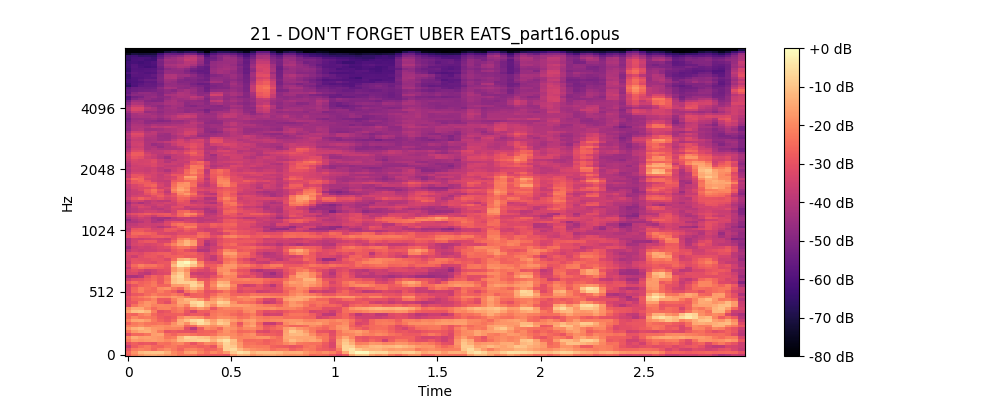 21 - DON'T FORGET UBER EATS_part16.opus
Hz
4096
2048
1024
512
0
0 0.5 1 1.5 2 2.5
Time
+0 dB
-10 dB
-20 dB
-30 dB
-40 dB
-50 dB
-60 dB
-70 dB
-80 dB